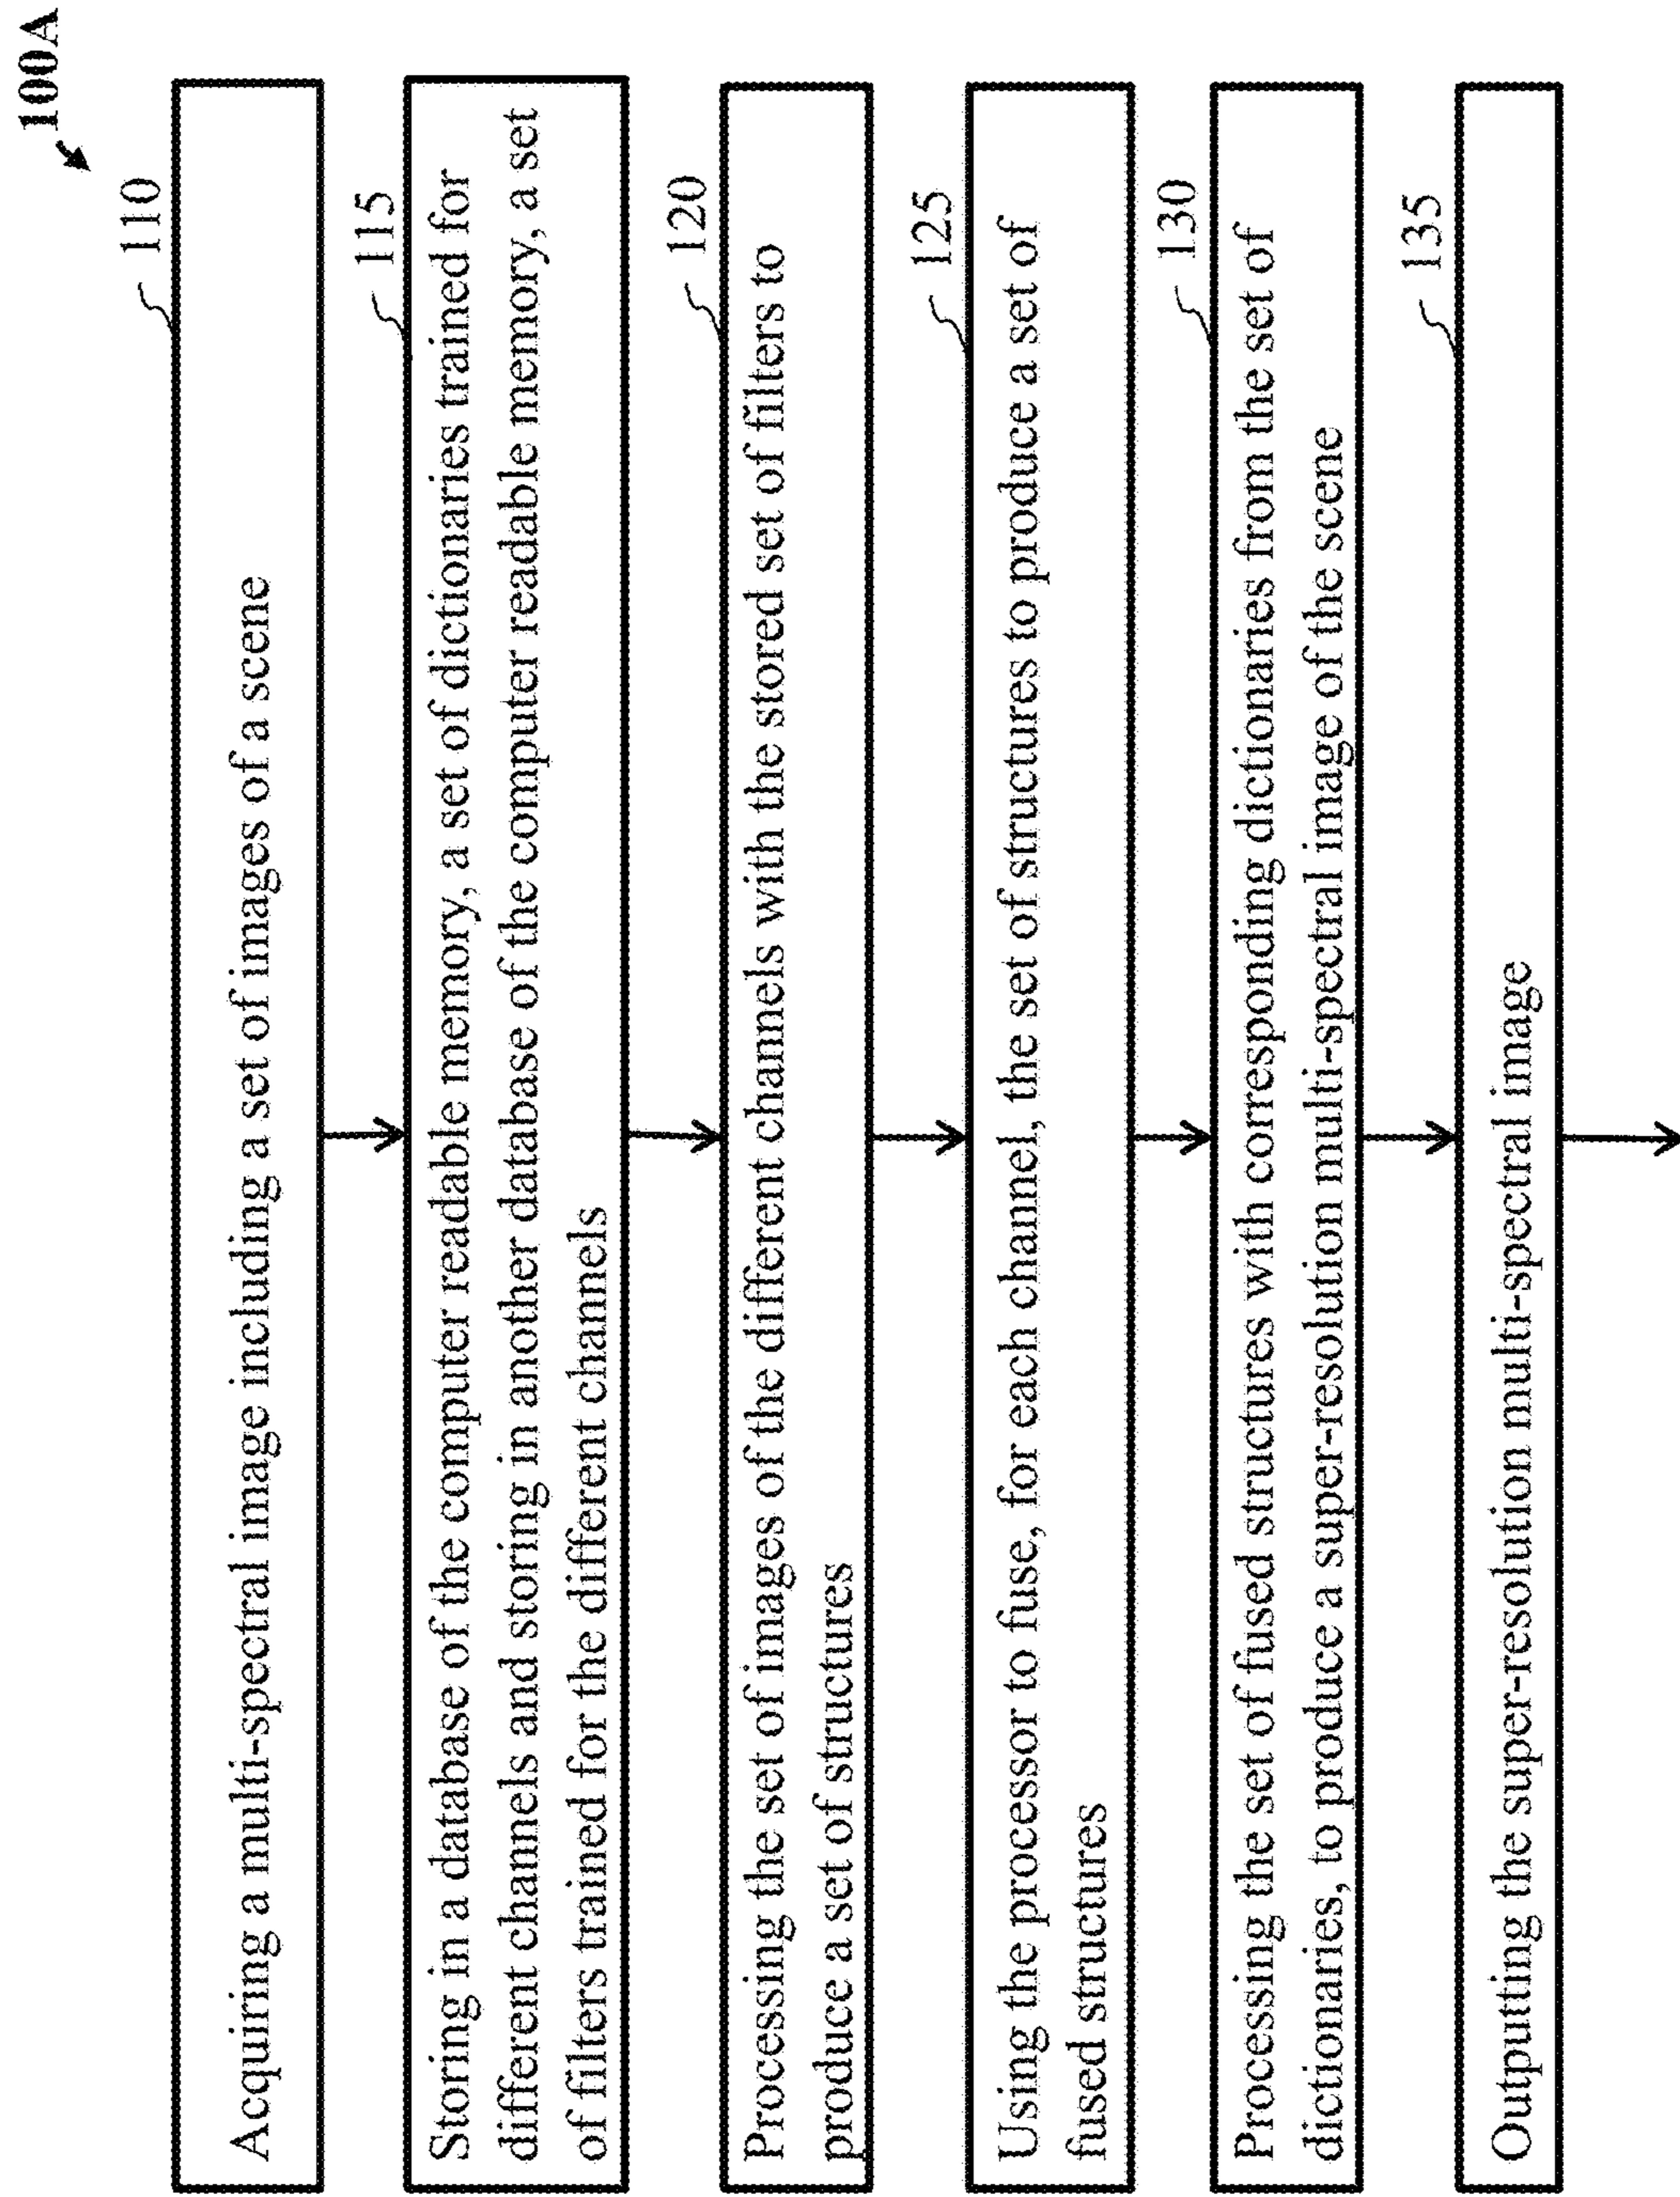 100A
110
Acquiring a multi-spectral image including a set of images of a scene
115
Storing in a database of the computer readable memory, a set of dictionaries trained for
different channels and storing in another database of the computer readable memory, a set
of filters trained for the different channels
120
Processing the set of images of the different channels with the stored set of filters to
produce a set of structures
125
Using the processor to fuse, for each channel, the set of structures to produce a set of
fused structures
130
Processing the set of fused structures with corresponding dictionaries from the set of
dictionaries, to produce a super-resolution multi-spectral image of the scene
135
Outputting the super-resolution multi-spectral image